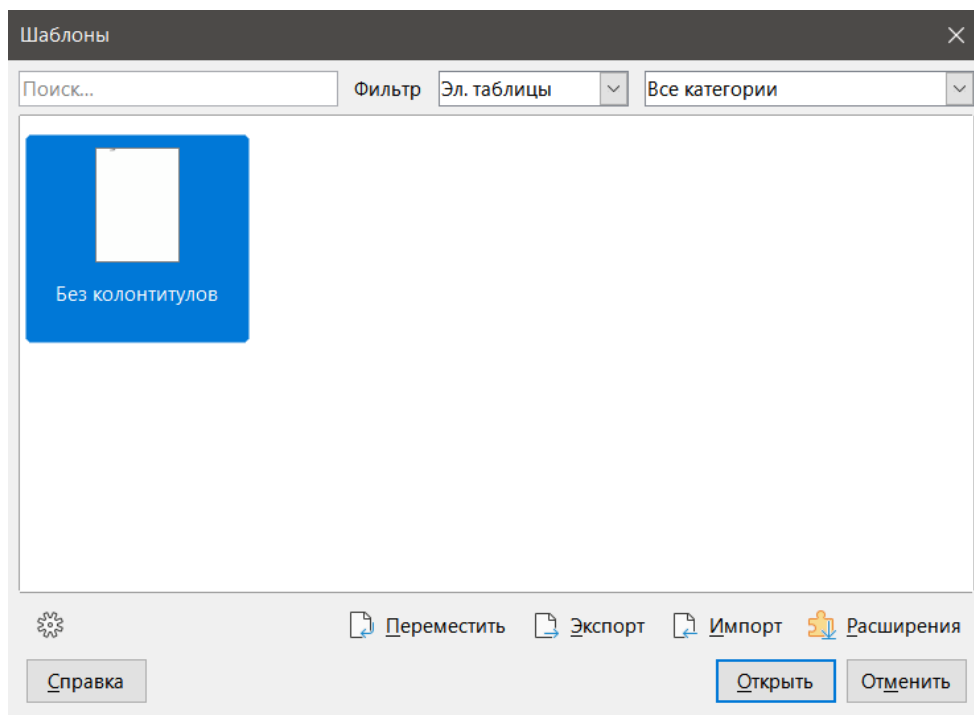 Шаблоны
Поиск... Фильтр Эл. таблицы Все категории
Без колонтитулов
Переместить Экспорт Импорт Расширения
Справка Открыть Отменить